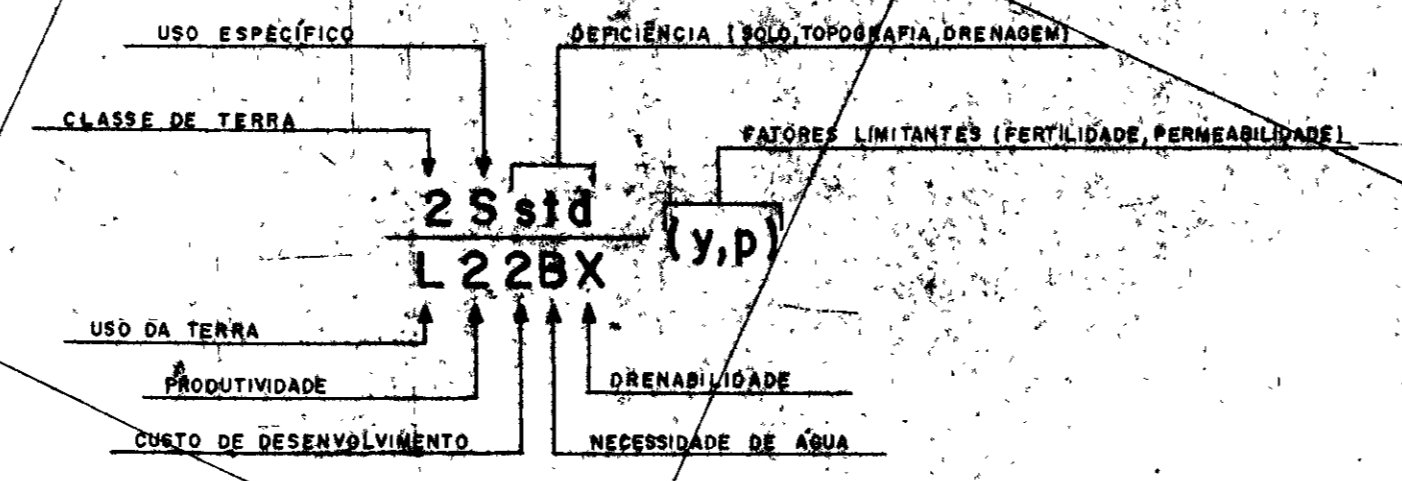 USO ESPECÍFICO
DEFICIÊNCIA (SOLO, TOPOGRAFIA, DRENAGEM)
CLASSE DE TERRA
FATORES LIMITANTES (FERTILIDADE, PERMEABILIDADE)
2 S std
(y,p)
L 2 2 B X
USO DA TERRA
PRODUTIVIDADE
DRENABILIDADE
CUSTO DE DESENVOLVIMENTO
NECESSIDADE DE ÁGUA